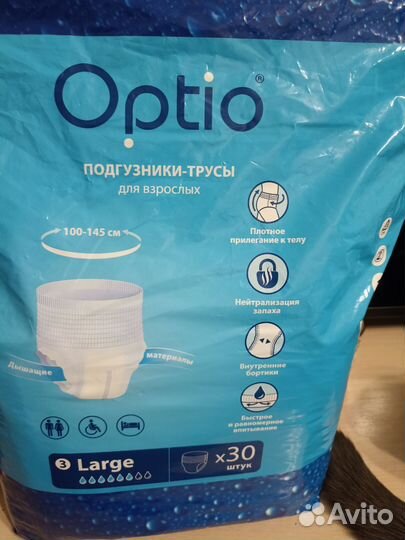 Optio®
ПОДГУЗНИКИ-ТРУСЫ
для взрослых
100-145 см
Плотное
прилегание к телу
Нейтрализация
запаха
Дышащие материалы
Внутренние
бортики
Быстрое
и равномерное
впитывание
3 Large
x30
штук
Avito